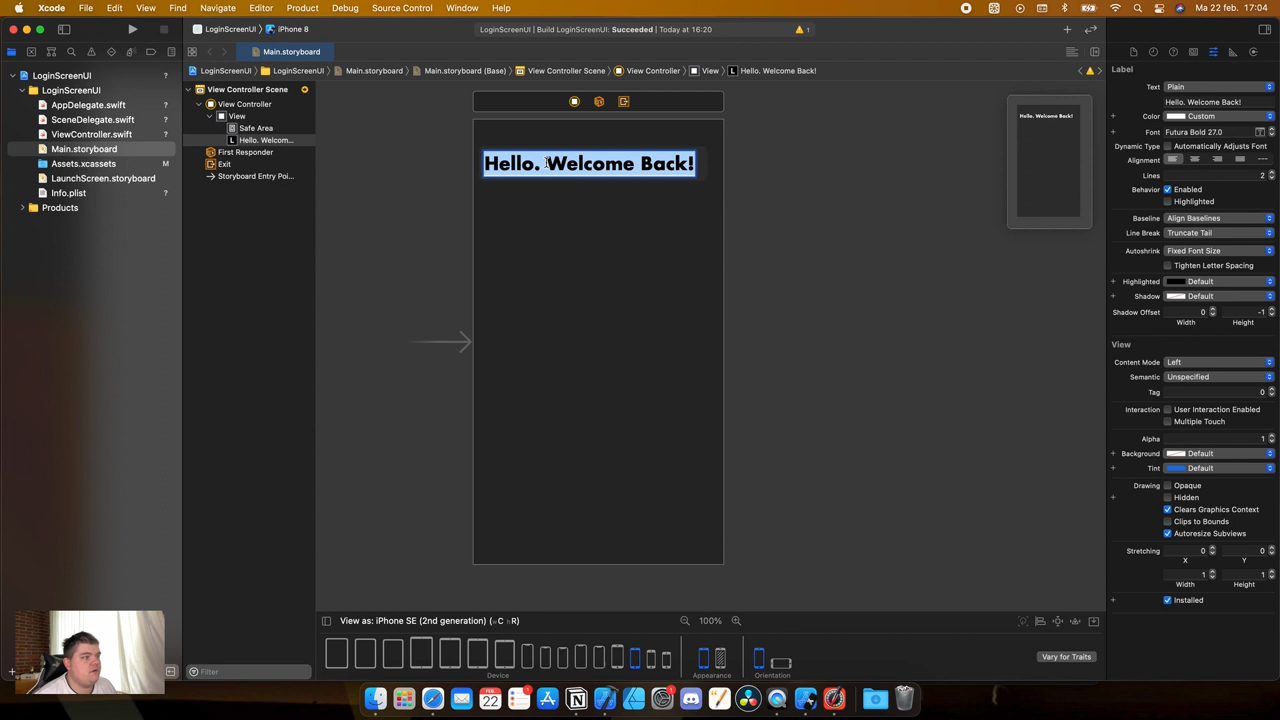 Xcode File Edit View Find Navigate Editor Product Debug Source Control Window Help Ma 22 feb. 17:04
LoginScreenUI iPhone 8 LoginScreenUI | Build LoginScreenUI: Succeeded | Today at 16:20 1
Main.storyboard
LoginScreenUI LoginScreenUI Main.storyboard Main.storyboard (Base) View Controller Scene View Controller View L Hello. Welcome Back!
LoginScreenUI ?
LoginScreenUI
AppDelegate.swift ?
SceneDelegate.swift ?
ViewController.swift ?
Main.storyboard ?
Assets.xcassets M
LaunchScreen.storyboard ?
Info.plist ?
Products
View Controller Scene
View Controller
View
Safe Area
L Hello. Welcom...
First Responder
Exit
Storyboard Entry Poi...
Filter
Hello. Welcome Back!
Hello. Welcome Back!
View as: iPhone SE (2nd generation) (wC hR)
100%
Device
Appearance
Orientation
Vary for Traits
Label
Text Plain
Hello. Welcome Back!
Color Custom
Font Futura Bold 27.0
Dynamic Type Automatically Adjusts Font
Alignment
Lines 2
Behavior Enabled
Highlighted
Baseline Align Baselines
Line Break Truncate Tail
Autoshrink Fixed Font Size
Tighten Letter Spacing
Highlighted Default
Shadow Default
Shadow Offset 0 -1
Width Height
View
Content Mode Left
Semantic Unspecified
Tag 0
Interaction User Interaction Enabled
Multiple Touch
Alpha 1
Background Default
Tint Default
Drawing Opaque
Hidden
Clears Graphics Context
Clips to Bounds
Autoresize Subviews
Stretching 0 0
X Y
1 1
Width Height
Installed
FEB.
22